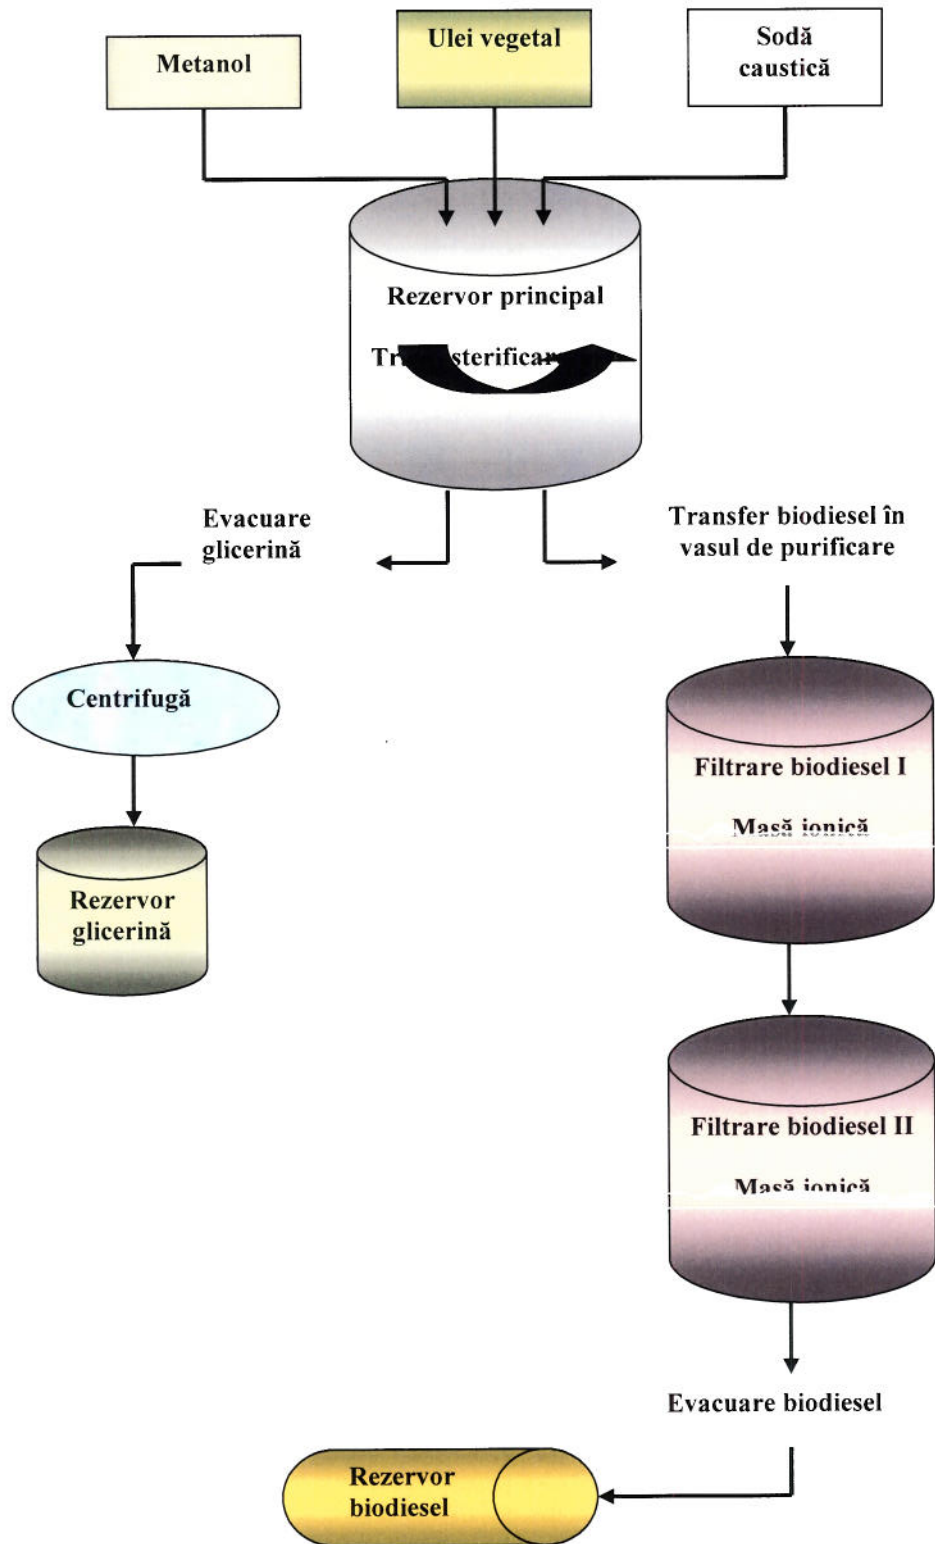 Metanol
Ulei vegetal
Sodă
caustică
Rezervor principal
Evacuare
glicerină
Transfer biodiesel în
vasul de purificare
Centrifugă
Rezervor
glicerină
Filtrare biodiesel I
Masă ionică
Filtrare biodiesel II
Masă ionică
Evacuare biodiesel
Rezervor
biodiesel